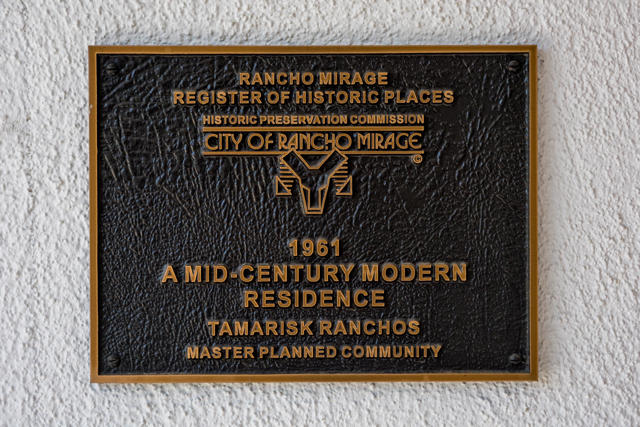 RANCHO MIRAGE
REGISTER OF HISTORIC PLACES
HISTORIC PRESERVATION COMMISSION
CITY OF RANCHO MIRAGE
©
1961
A MID-CENTURY MODERN
RESIDENCE
TAMARISK RANCHOS
MASTER PLANNED COMMUNITY